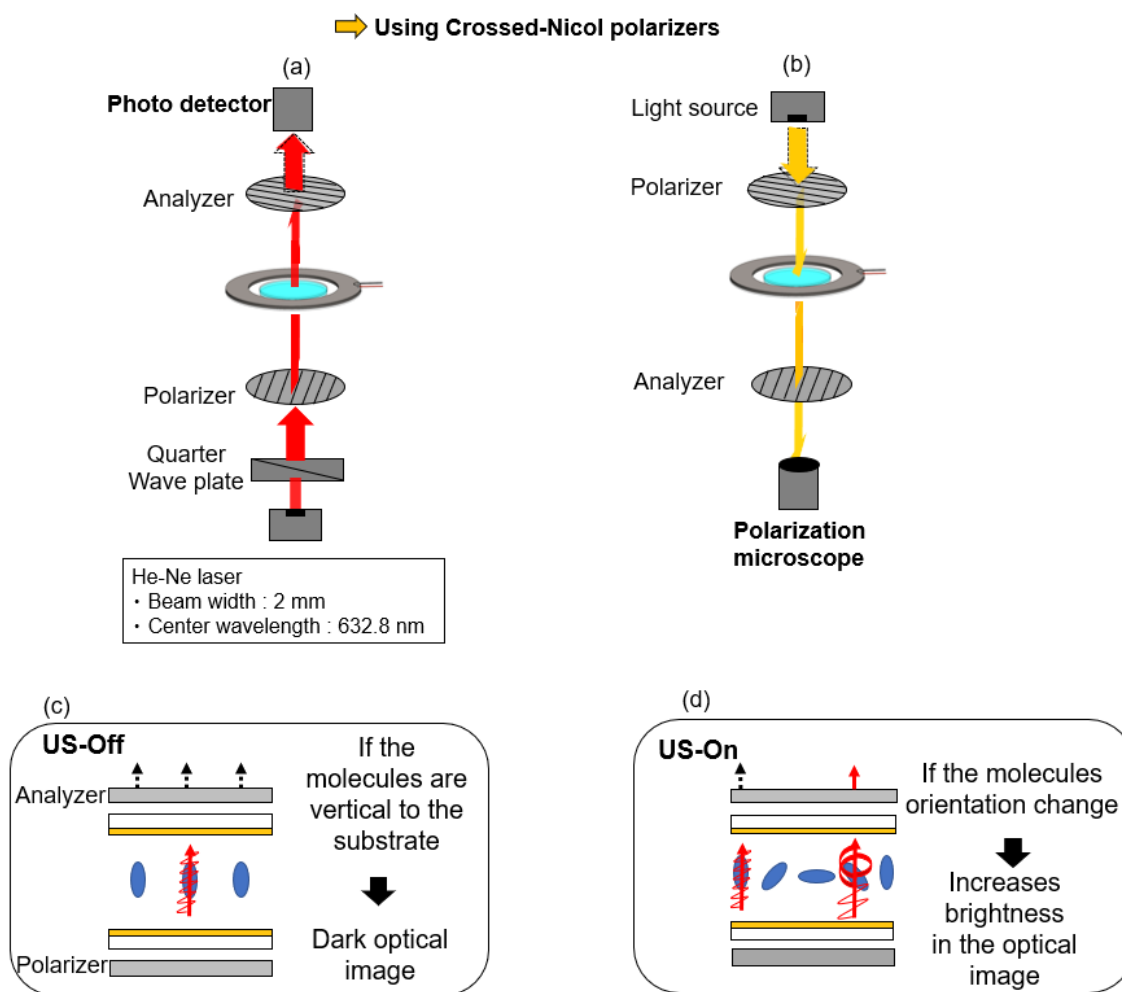 Using Crossed-Nicol polarizers
(a)
Photo detector
Analyzer
Polarizer
Quarter
Wave plate
He-Ne laser
・Beam width : 2 mm
・Center wavelength : 632.8 nm
(b)
Light source
Polarizer
Analyzer
Polarization
microscope
(c)
US-Off
Analyzer
Polarizer
If the
molecules are
vertical to the
substrate
Dark optical
image
(d)
US-On
If the molecules
orientation change
Increases
brightness
in the optical
image